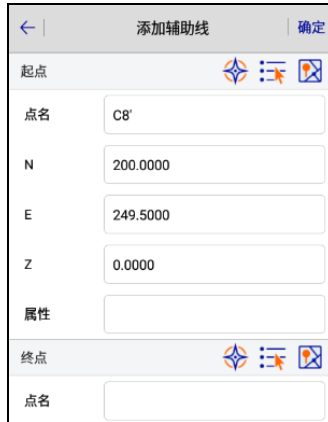 添加辅助线 确定
起点
点名 C8'
N 200.0000
E 249.5000
Z 0.0000
属性
终点
点名